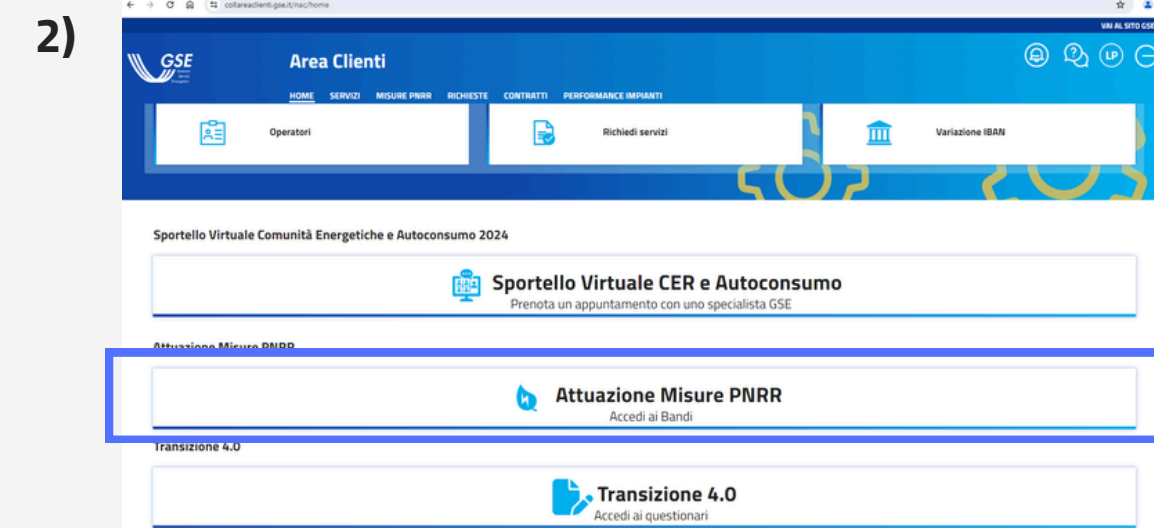 2)
collareaclienti.gse.it/nac/home
VAI AL SITO GSE
GSE
Area Clienti
LP
HOME SERVIZI MISURE PNRR RICHIESTE CONTRATTI PERFORMANCE IMPIANTI
Operatori
Richiedi servizi
Variazione IBAN
Sportello Virtuale Comunità Energetiche e Autoconsumo 2024
Sportello Virtuale CER e Autoconsumo
Prenota un appuntamento con uno specialista GSE
Attuazione Misure PNRR
Attuazione Misure PNRR
Accedi ai Bandi
Transizione 4.0
Transizione 4.0
Accedi ai questionari